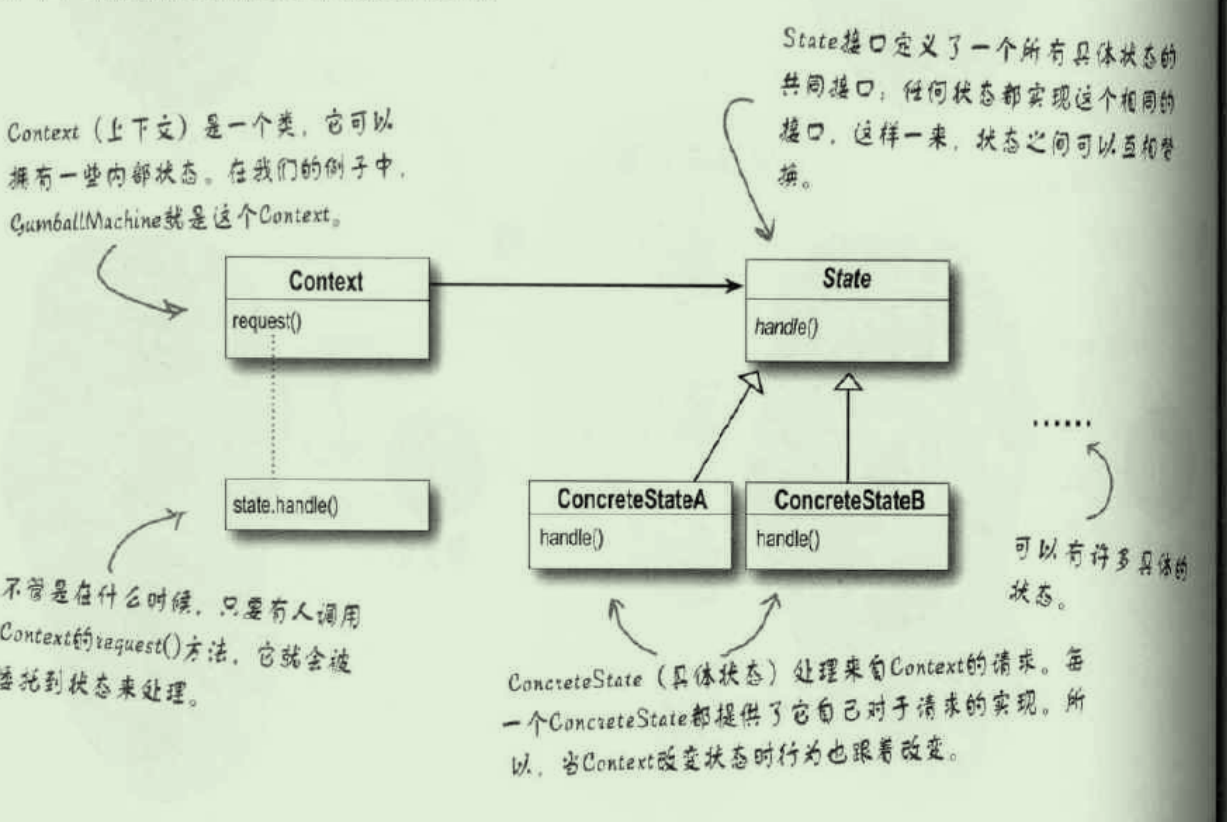 State接口定义了一个所有具体状态的
共同接口；任何状态都实现这个相同的
接口，这样一来，状态之间可以互相替
换。
Context（上下文）是一个类，它可以
拥有一些内部状态。在我们的例子中，
GumballMachine就是这个Context。
Context
request()
State
handle()
state.handle()
ConcreteStateA
handle()
ConcreteStateB
handle()
......
可以有许多具体的
状态。
不管是在什么时候，只要有人调用
Context的request()方法，它就会被
委托到状态来处理。
ConcreteState（具体状态）处理来自Context的请求。每
一个ConcreteState都提供了它自己对于请求的实现。所
以，当Context改变状态时行为也跟着改变。